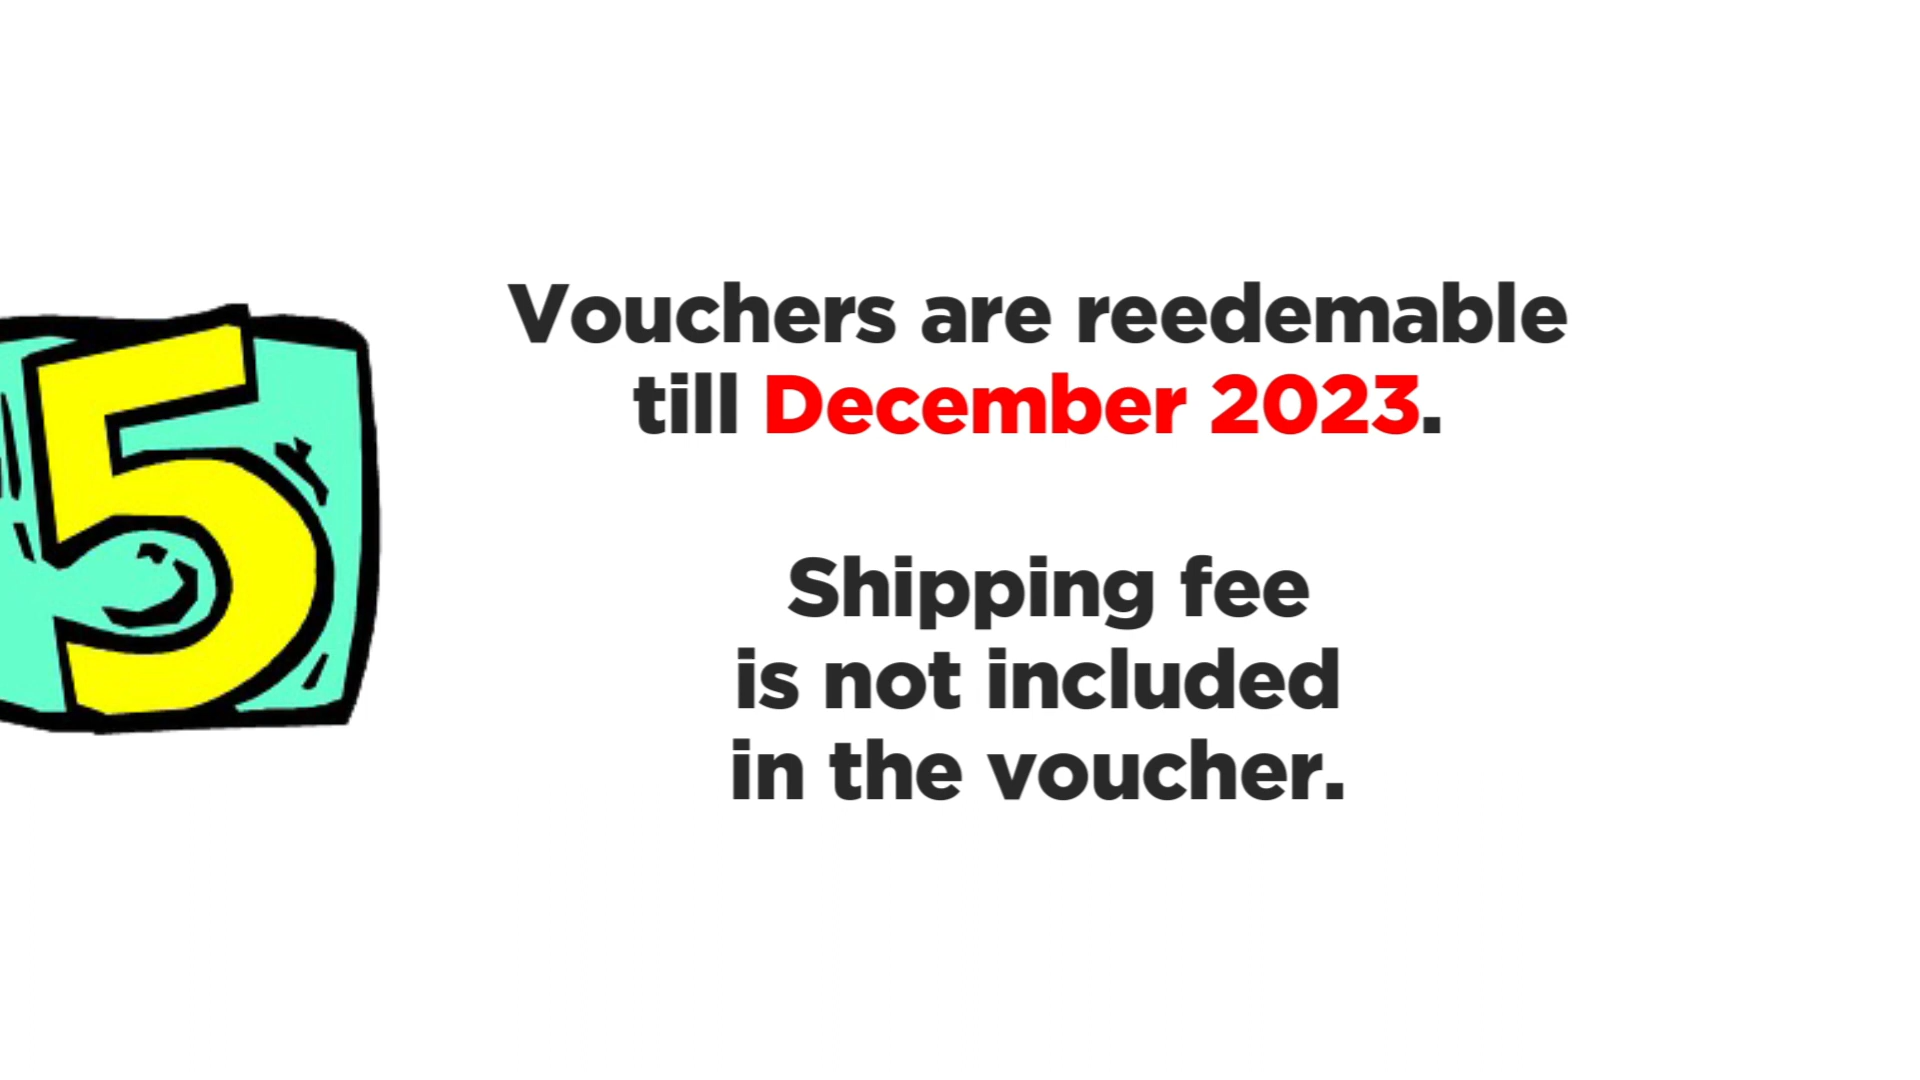 5
Vouchers are reedemable
till December 2023.
Shipping fee
is not included
in the voucher.